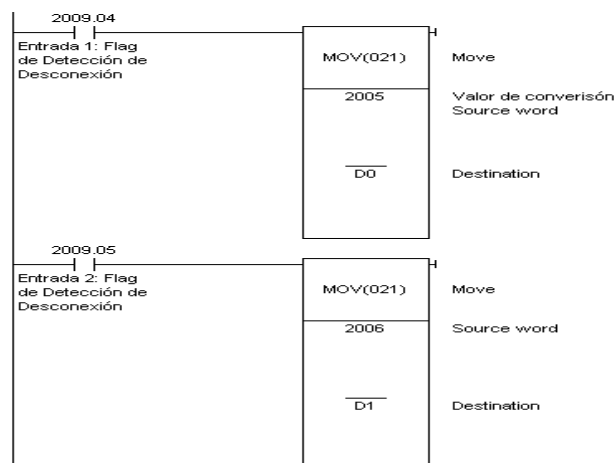 2009.04
Entrada 1: Flag
de Detección de
Desconexión
MOV(021)
Move
2005
Valor de converisón
Source word
D0
Destination
2009.05
Entrada 2: Flag
de Detección de
Desconexión
MOV(021)
Move
2006
Source word
D1
Destination